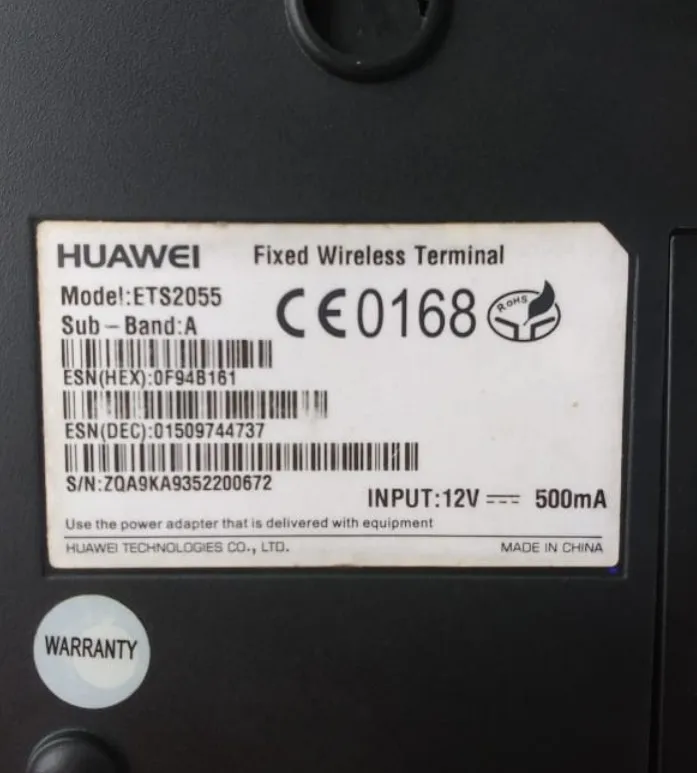 HUAWEI Fixed Wireless Terminal
Model:ETS2055
Sub-Band:A
CE0168 RoHS
ESN(HEX):0F94B161
ESN(DEC):01509744737
S/N:ZQA9KA9352200672
INPUT:12V ⎓ 500mA
Use the power adapter that is delivered with equipment
HUAWEI TECHNOLOGIES CO., LTD. MADE IN CHINA
WARRANTY